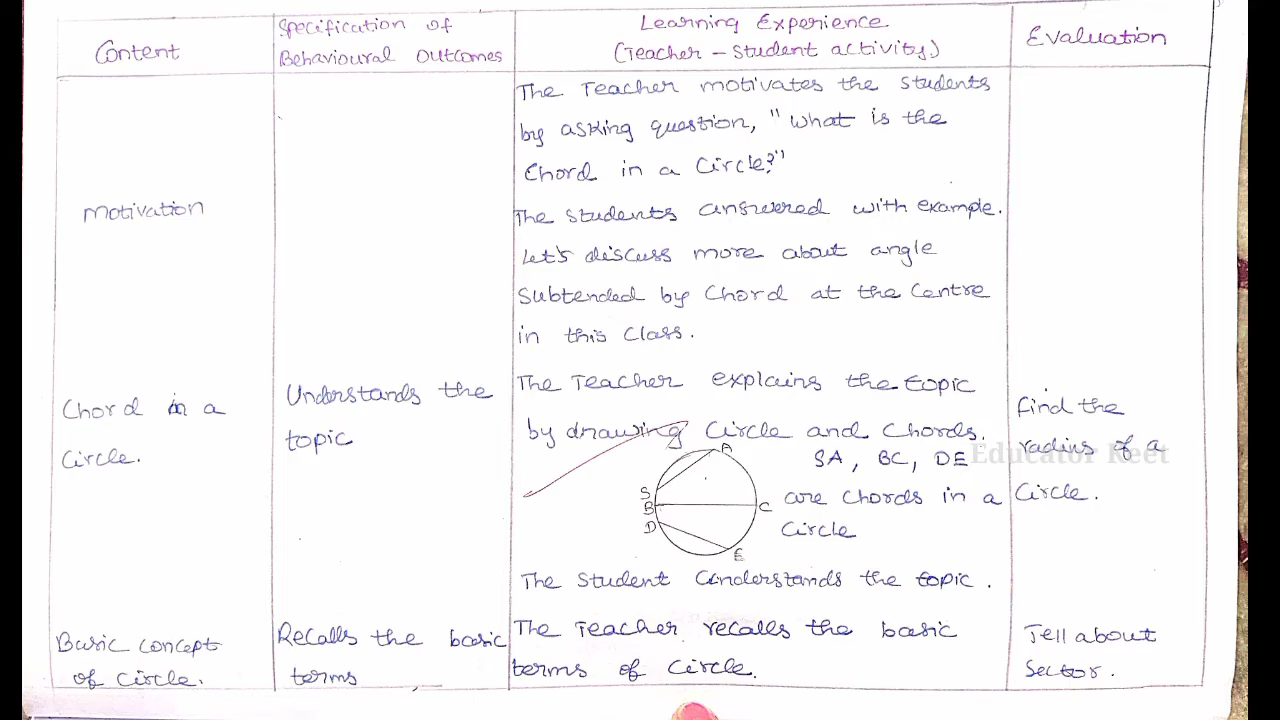 Content
Specification of
Behavioural Outcomes
Learning Experience
(Teacher - Student activity)
Evaluation
Motivation
The Teacher motivates the students
by asking question, "What is the
Chord in a Circle?"
The students answered with example.
Let's discuss more about angle
Subtended by Chord at the Centre
in this Class.
Chord in a
Circle.
Understands the
topic
The Teacher explains the topic
by drawing Circle and Chords.
SA, BC, DE
are Chords in a
Circle
A
S
B
C
D
E
The Student Understands the topic.
Find the
radius of a
Circle.
Educator Reet
Basic concept
of Circle.
Recalls the basic
terms
The Teacher recalls the basic
terms of Circle.
Tell about
Sector.